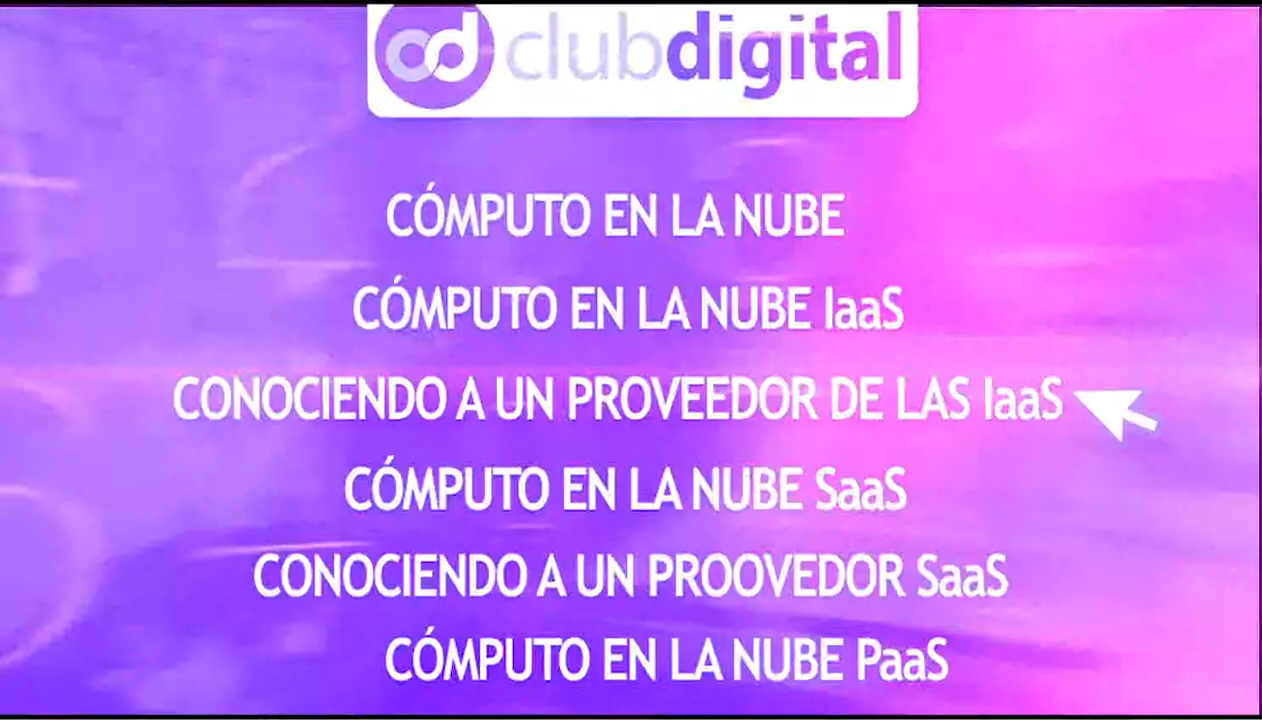 clubdigital
CÓMPUTO EN LA NUBE
CÓMPUTO EN LA NUBE IaaS
CONOCIENDO A UN PROVEEDOR DE LAS IaaS
CÓMPUTO EN LA NUBE SaaS
CONOCIENDO A UN PROOVEDOR SaaS
CÓMPUTO EN LA NUBE PaaS